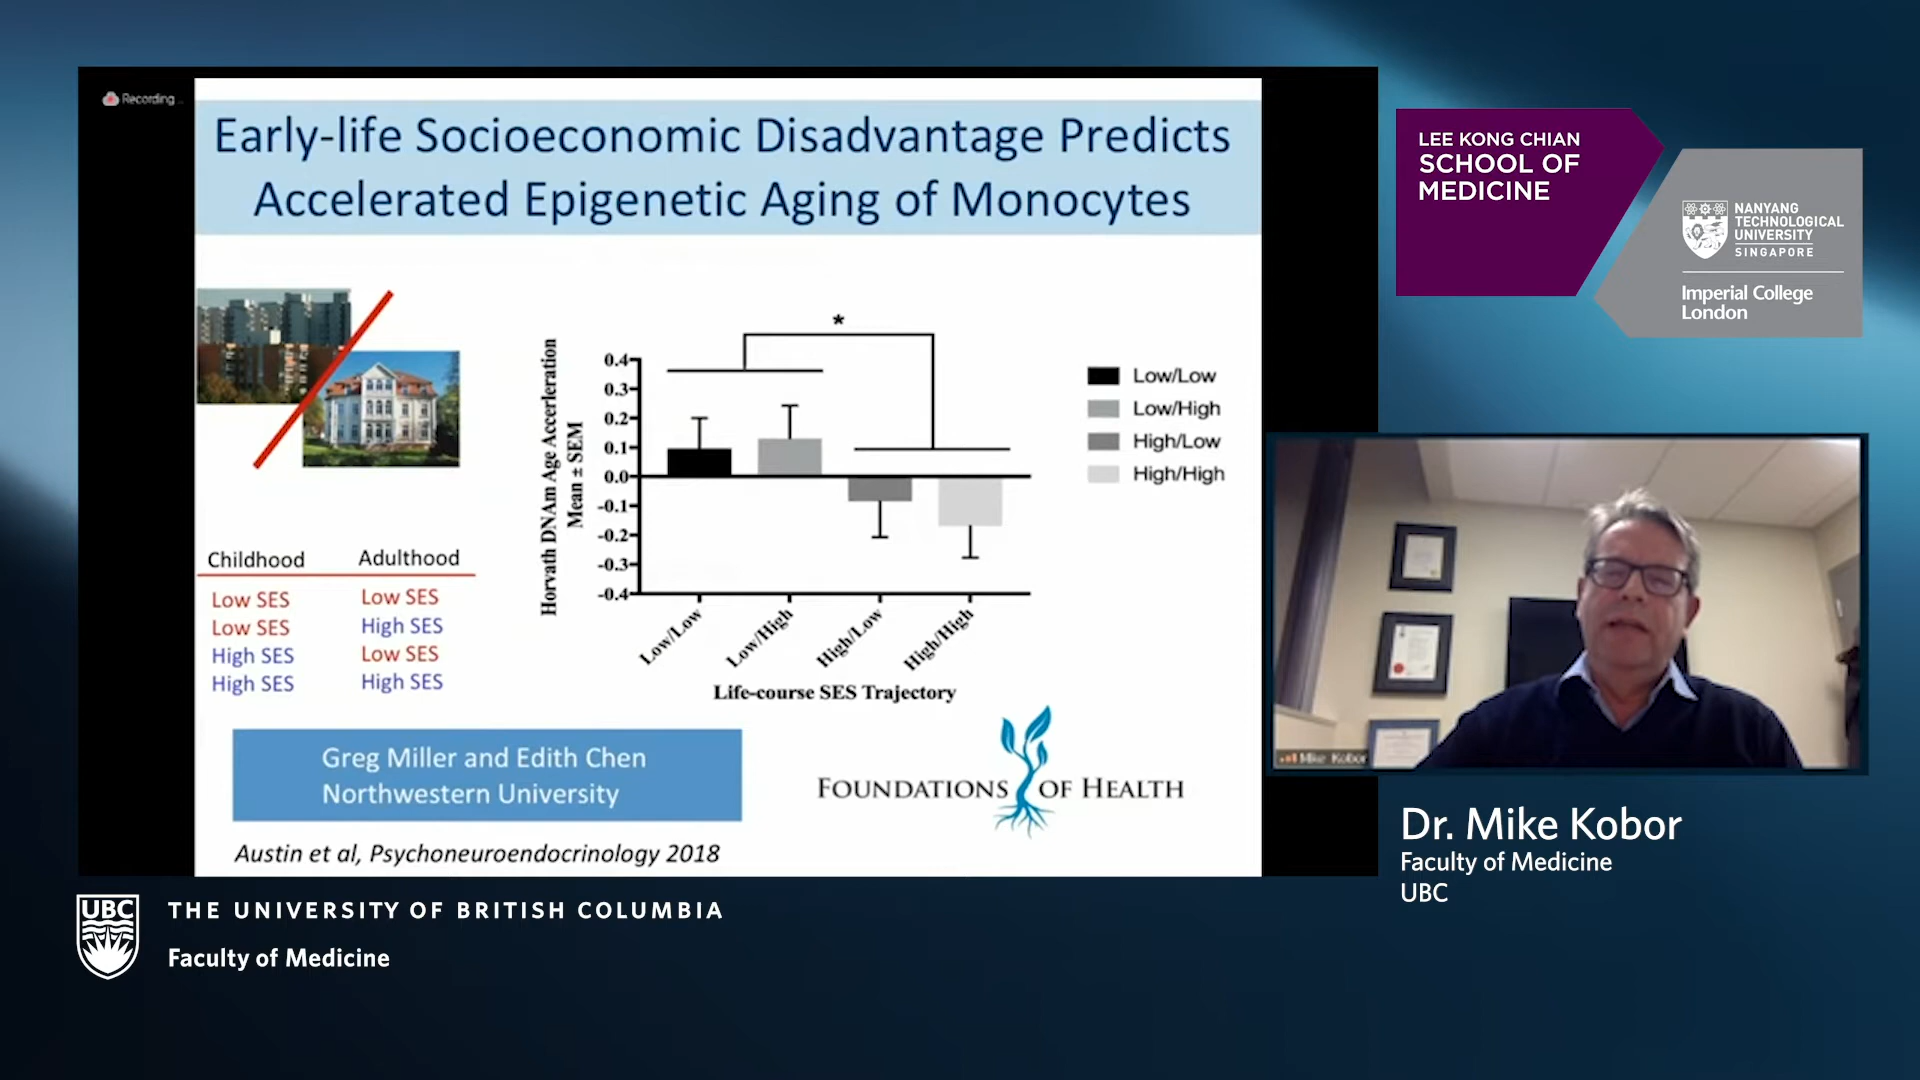 Recording...
Early-life Socioeconomic Disadvantage Predicts
Accelerated Epigenetic Aging of Monocytes
Childhood Adulthood
Low SES Low SES
Low SES High SES
High SES Low SES
High SES High SES
Horvath DNAm Age Accerleration
Mean ± SEM
*
0.4
0.3
0.2
0.1
0.0
-0.1
-0.2
-0.3
-0.4
Low/Low
Low/High
High/Low
High/High
Life-course SES Trajectory
Low/Low
Low/High
High/Low
High/High
Greg Miller and Edith Chen
Northwestern University
FOUNDATIONS OF HEALTH
Austin et al, Psychoneuroendocrinology 2018
LEE KONG CHIAN
SCHOOL OF
MEDICINE
NANYANG
TECHNOLOGICAL
UNIVERSITY
SINGAPORE
Imperial College
London
Mike Kobor
Dr. Mike Kobor
Faculty of Medicine
UBC
UBC
THE UNIVERSITY OF BRITISH COLUMBIA
Faculty of Medicine